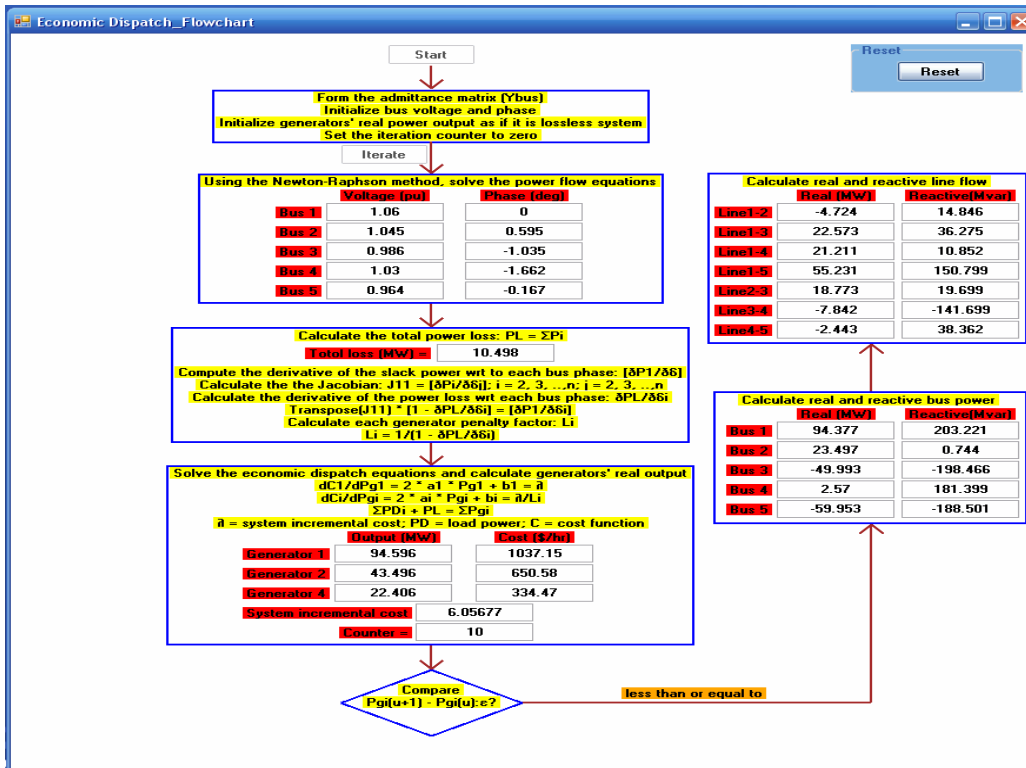 Economic Dispatch_Flowchart
Start
Reset
Reset
Form the admittance matrix (Ybus)
Initialize bus voltage and phase
Initialize generators' real power output as if it is lossless system
Set the iteration counter to zero
Iterate
Using the Newton-Raphson method, solve the power flow equations
Voltage (pu) Phase (deg)
Bus 1 1.06 0
Bus 2 1.045 0.595
Bus 3 0.986 -1.035
Bus 4 1.03 -1.662
Bus 5 0.964 -0.167
Calculate the total power loss: PL = ΣPi
Total loss (MW) = 10.498
Compute the derivative of the slack power wrt to each bus phase: [δP1/δ6]
Calculate the the Jacobian: J11 = [δPi/δδj]; i = 2, 3, ...,n; j = 2, 3, ...,n
Calculate the derivative of the power loss wrt each bus phase: δPL/δ6i
Transpose(J11) * [1 - δPL/δ6i] = [δP1/δ6i]
Calculate each generator penalty factor: Li
Li = 1/(1 - δPL/δ6i)
Solve the economic dispatch equations and calculate generators' real output
dC1/dPg1 = 2 * a1 * Pg1 + b1 = ∂
dCi/dPgi = 2 * ai * Pgi + bi = ∂/Li
ΣPDi + PL = ΣPgi
∂ = system incremental cost; PD = load power; C = cost function
Output (MW) Cost ($/hr)
Generator 1 94.596 1037.15
Generator 2 43.496 650.58
Generator 4 22.406 334.47
System incremental cost 6.05677
Counter = 10
Compare
Pgi(u+1) - Pgi(u):ε?
less than or equal to
Calculate real and reactive bus power
Real (MW) Reactive(Mvar)
Bus 1 94.377 203.221
Bus 2 23.497 0.744
Bus 3 -49.993 -198.466
Bus 4 2.57 181.399
Bus 5 -59.953 -188.501
Calculate real and reactive line flow
Real (MW) Reactive(Mvar)
Line1-2 -4.724 14.846
Line1-3 22.573 36.275
Line1-4 21.211 10.852
Line1-5 55.231 150.799
Line2-3 18.773 19.699
Line3-4 -7.842 -141.699
Line4-5 -2.443 38.362